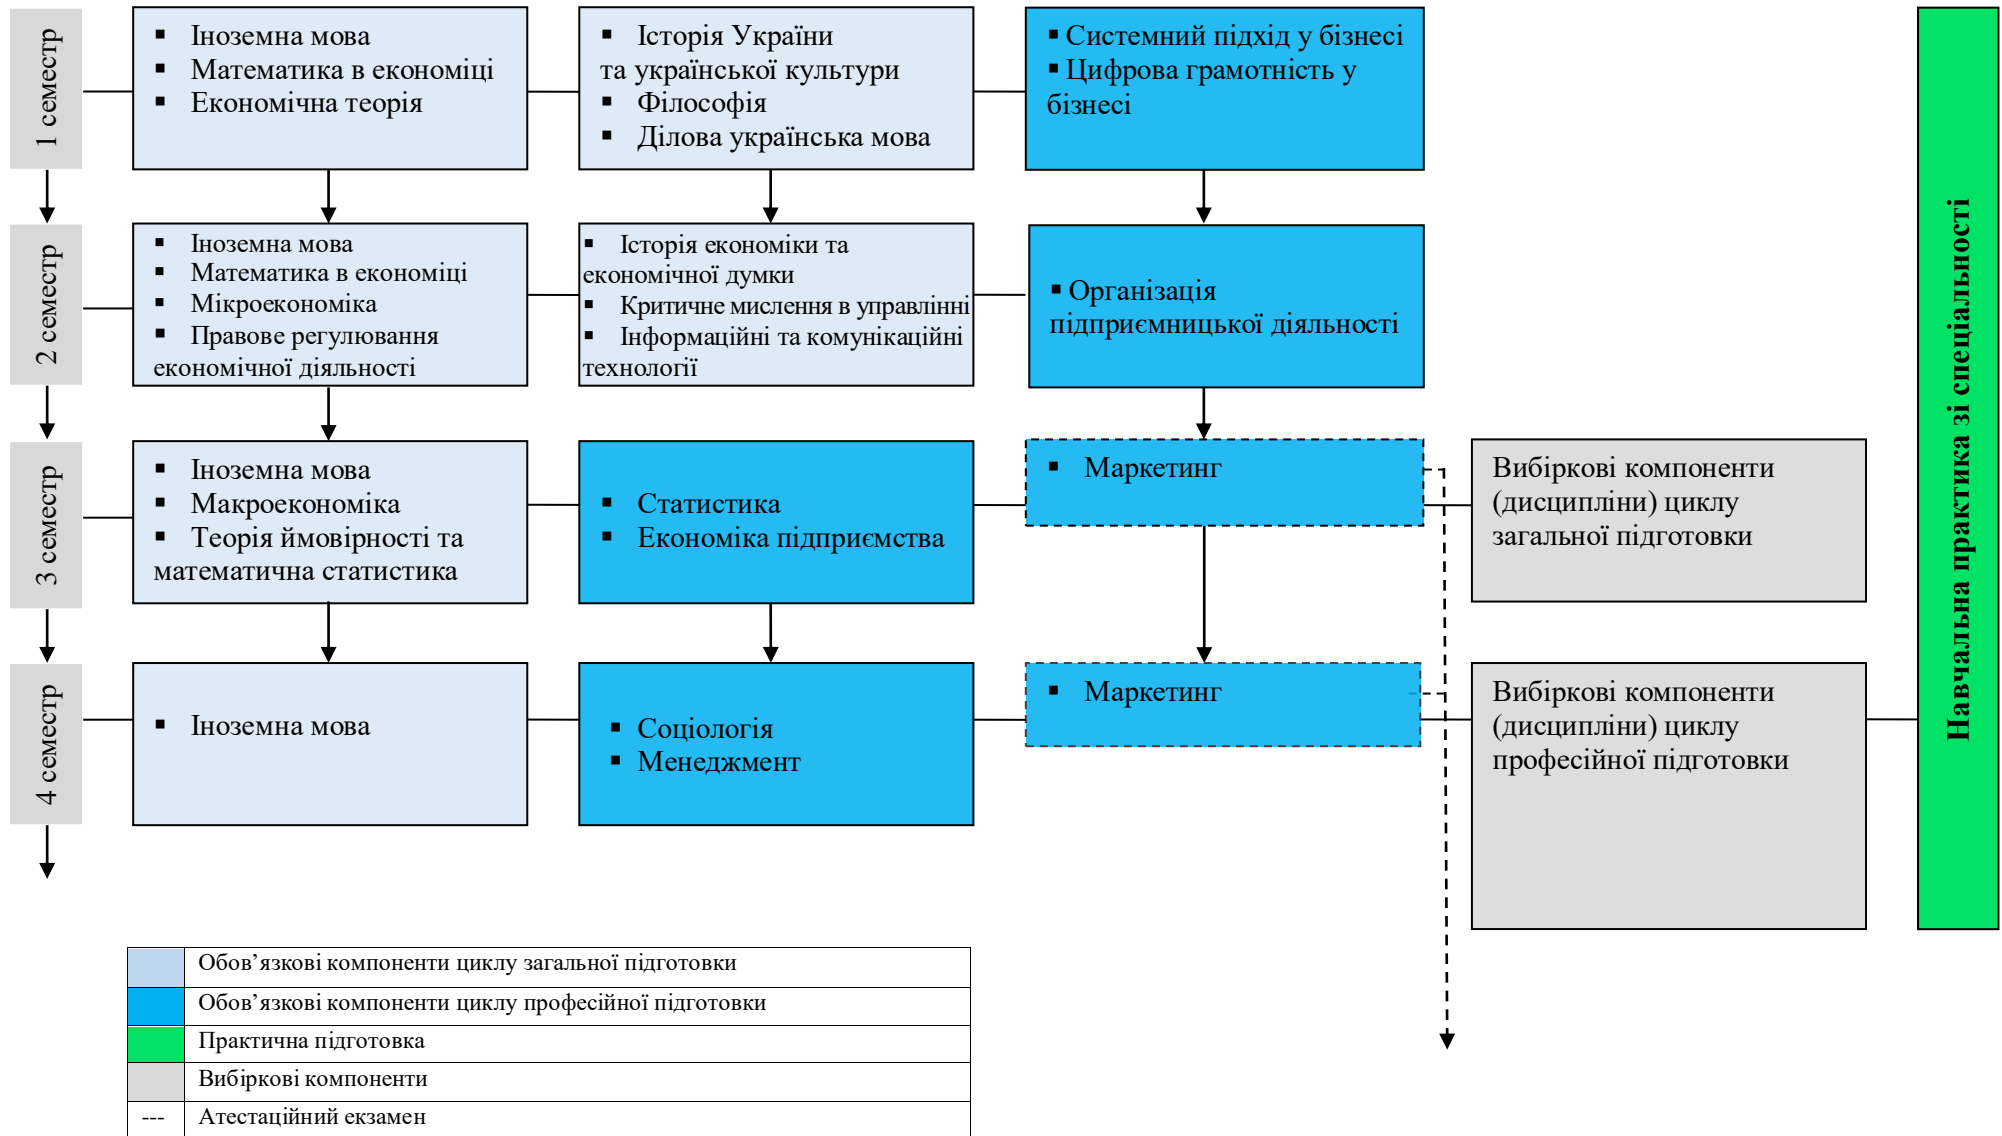 1 семестр
▪ Іноземна мова
▪ Математика в економіці
▪ Економічна теорія
▪ Історія України
та української культури
▪ Філософія
▪ Ділова українська мова
▪ Системний підхід у бізнесі
▪ Цифрова грамотність у
бізнесі
2 семестр
▪ Іноземна мова
▪ Математика в економіці
▪ Мікроекономіка
▪ Правове регулювання
економічної діяльності
▪ Історія економіки та
економічної думки
▪ Критичне мислення в управлінні
▪ Інформаційні та комунікаційні
технології
▪ Організація
підприємницької діяльності
3 семестр
▪ Іноземна мова
▪ Макроекономіка
▪ Теорія ймовірності та
математична статистика
▪ Статистика
▪ Економіка підприємства
▪ Маркетинг
Вибіркові компоненти
(дисципліни) циклу
загальної підготовки
4 семестр
▪ Іноземна мова
▪ Соціологія
▪ Менеджмент
▪ Маркетинг
Вибіркові компоненти
(дисципліни) циклу
професійної підготовки
Навчальна практика зі спеціальності
Обов’язкові компоненти циклу загальної підготовки
Обов’язкові компоненти циклу професійної підготовки
Практична підготовка
Вибіркові компоненти
--- Атестаційний екзамен